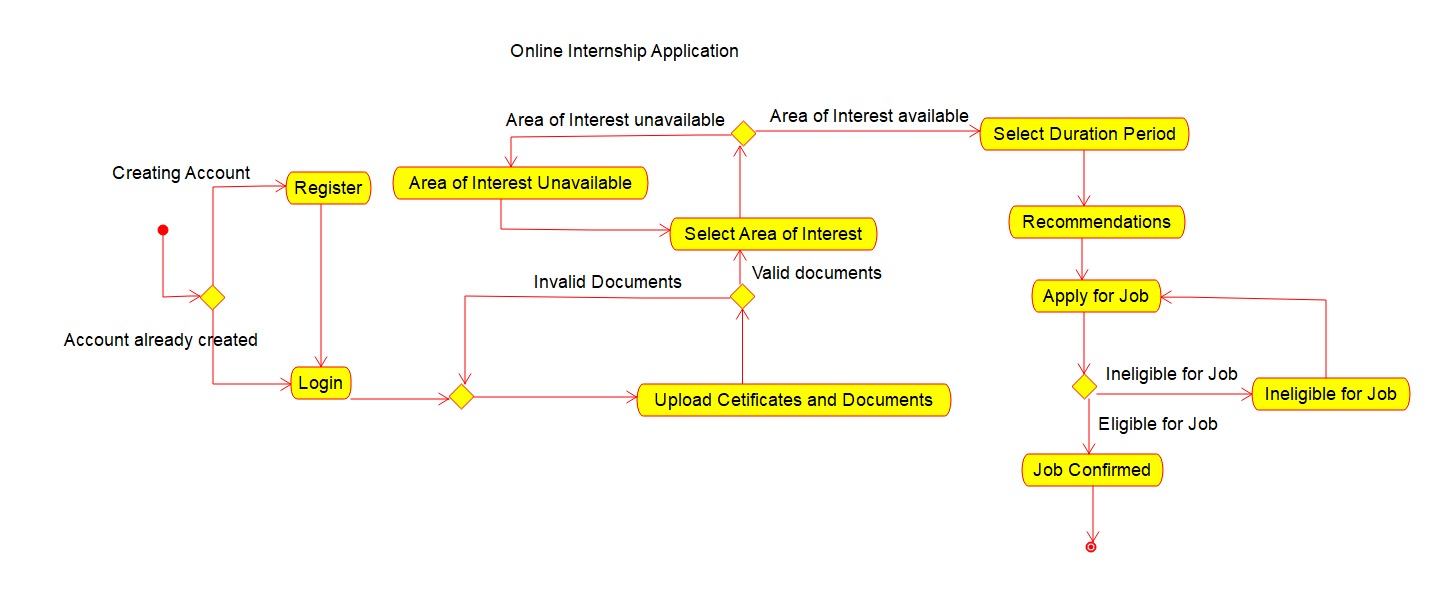 Online Internship Application
Area of Interest unavailable
Area of Interest available
Select Duration Period
Creating Account
Register
Area of Interest Unavailable
Select Area of Interest
Recommendations
Invalid Documents
Valid documents
Apply for Job
Account already created
Login
Upload Cetificates and Documents
Ineligible for Job
Ineligible for Job
Eligible for Job
Job Confirmed